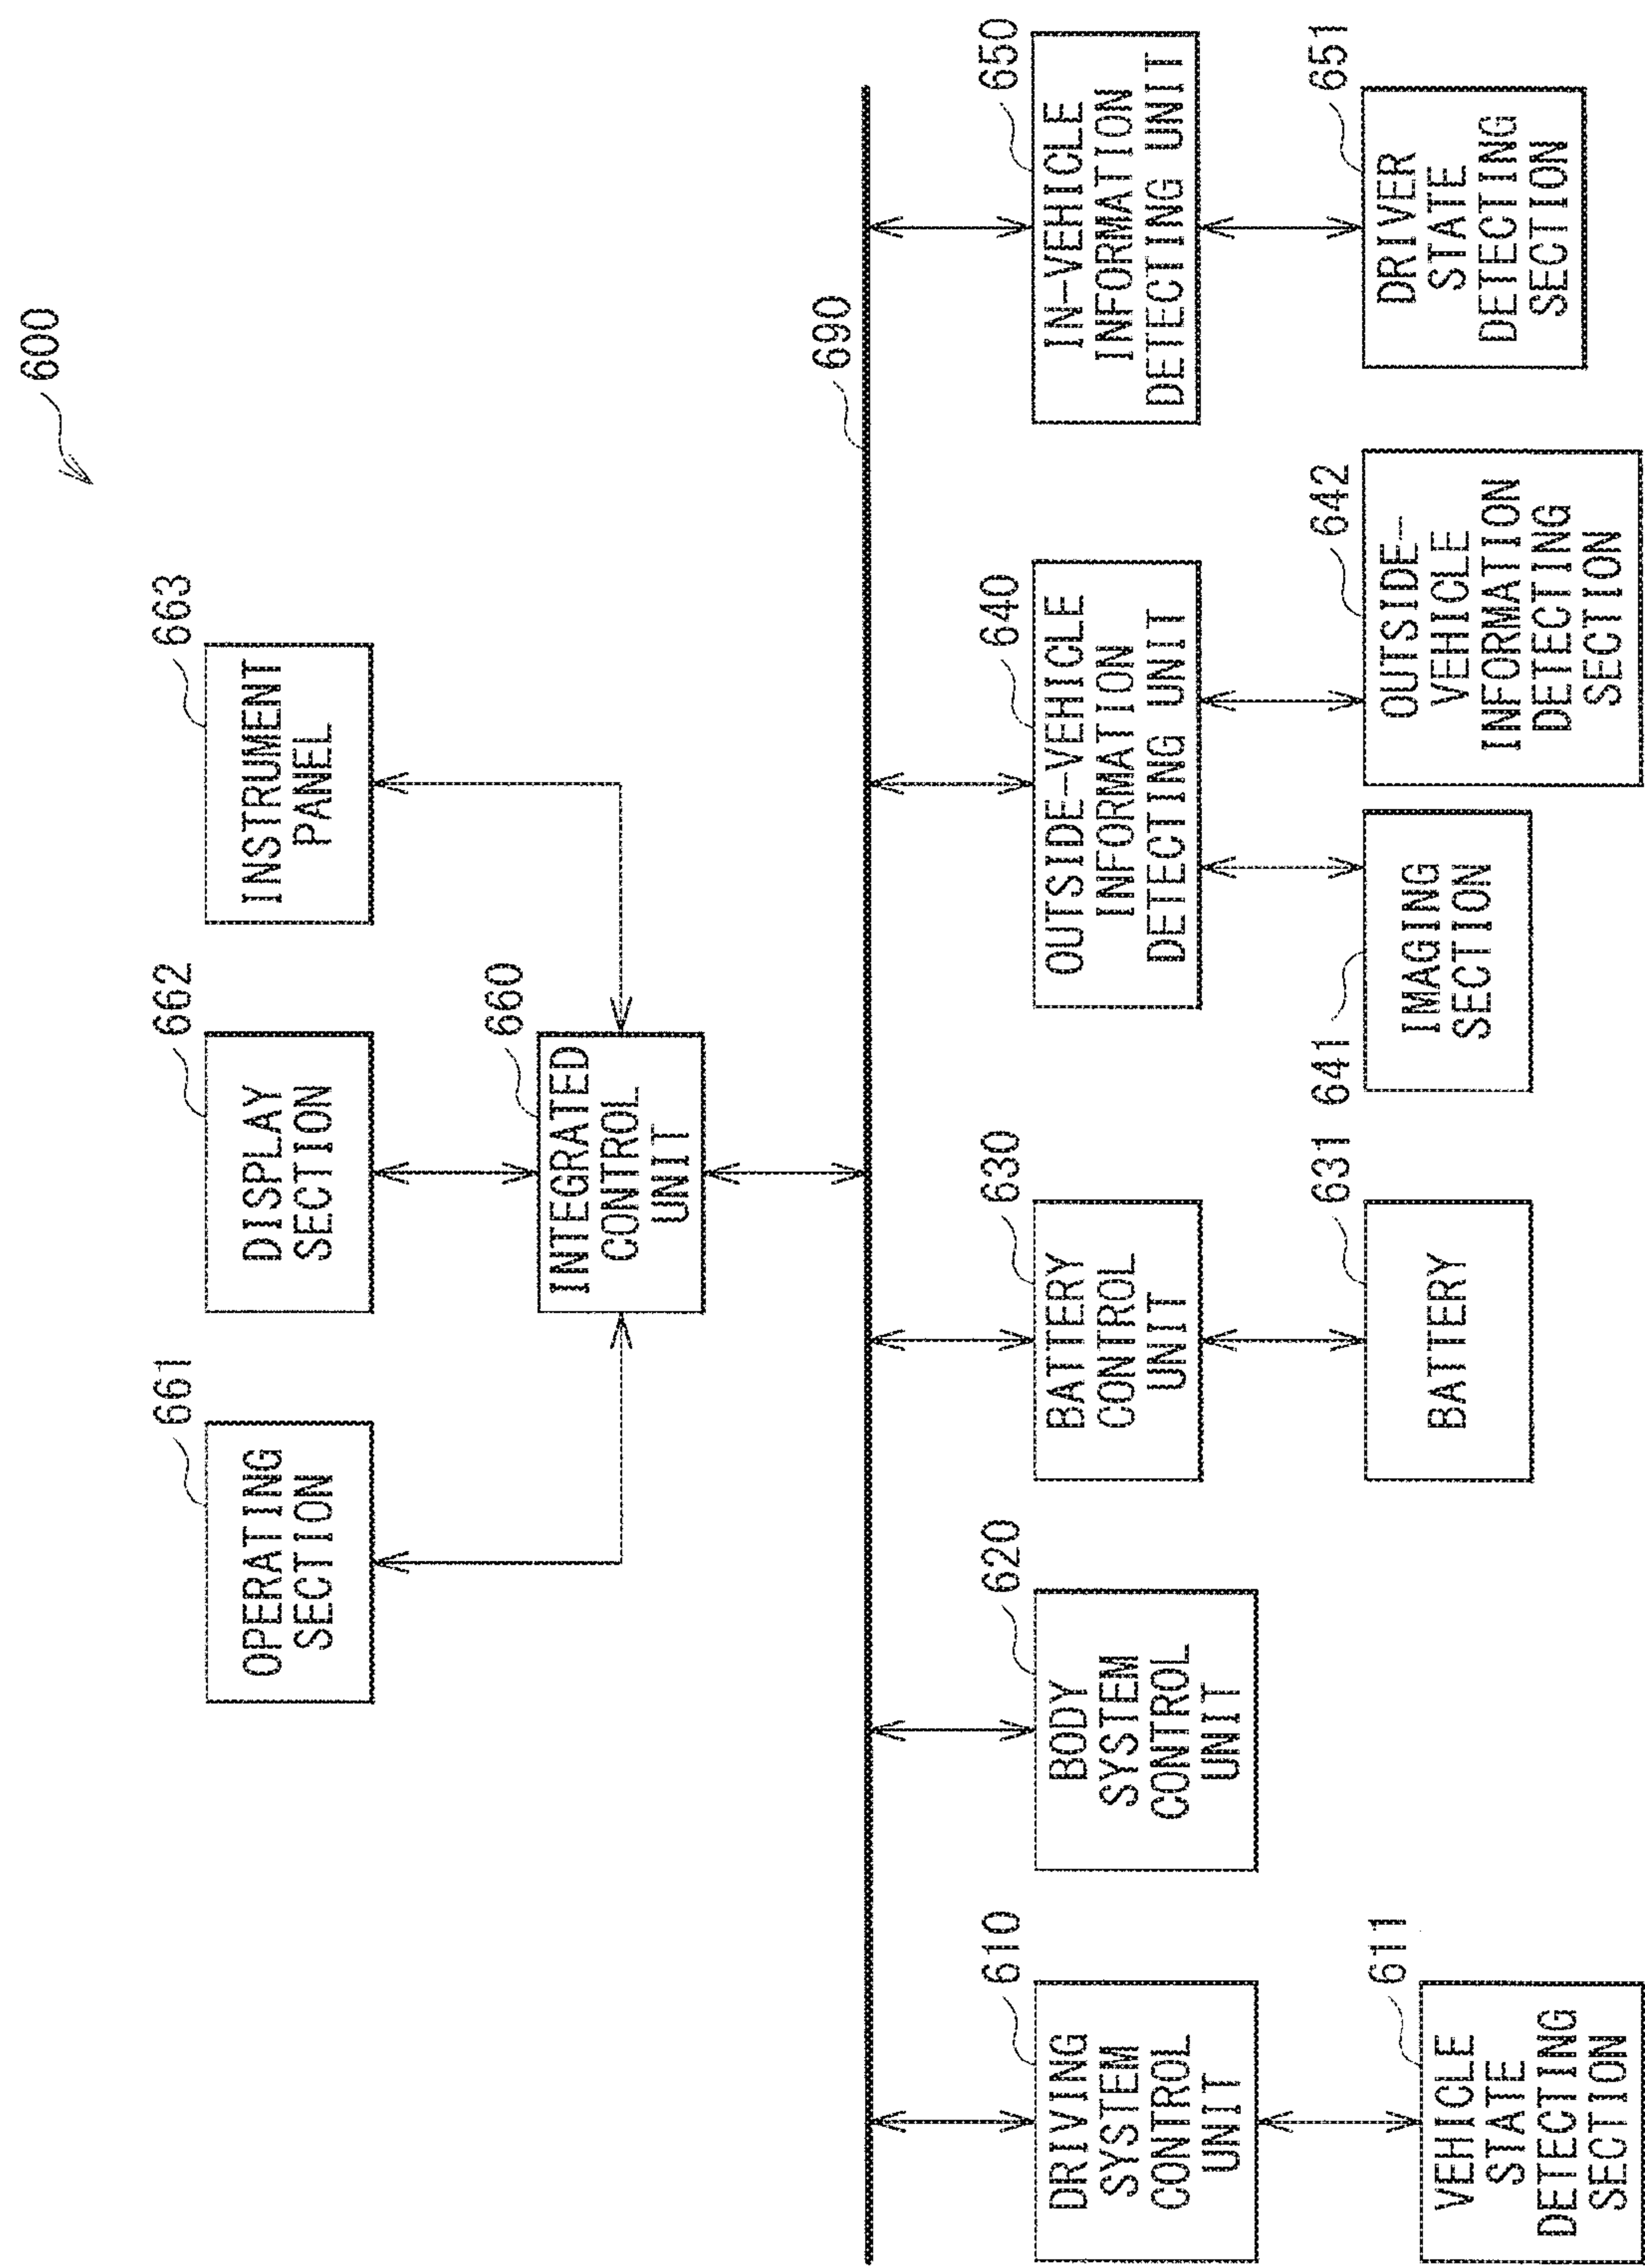 600
661
OPERATING
SECTION
662
DISPLAY
SECTION
663
INSTRUMENT
PANEL
660
INTEGRATED
CONTROL
UNIT
690
610
DRIVING
SYSTEM
CONTROL
UNIT
620
BODY
SYSTEM
CONTROL
UNIT
630
BATTERY
CONTROL
UNIT
640
OUTSIDE-VEHICLE
INFORMATION
DETECTING UNIT
650
IN-VEHICLE
INFORMATION
DETECTING UNIT
611
VEHICLE
STATE
DETECTING
SECTION
631
BATTERY
641
IMAGING
SECTION
642
OUTSIDE-
VEHICLE
INFORMATION
DETECTING
SECTION
651
DRIVER
STATE
DETECTING
SECTION